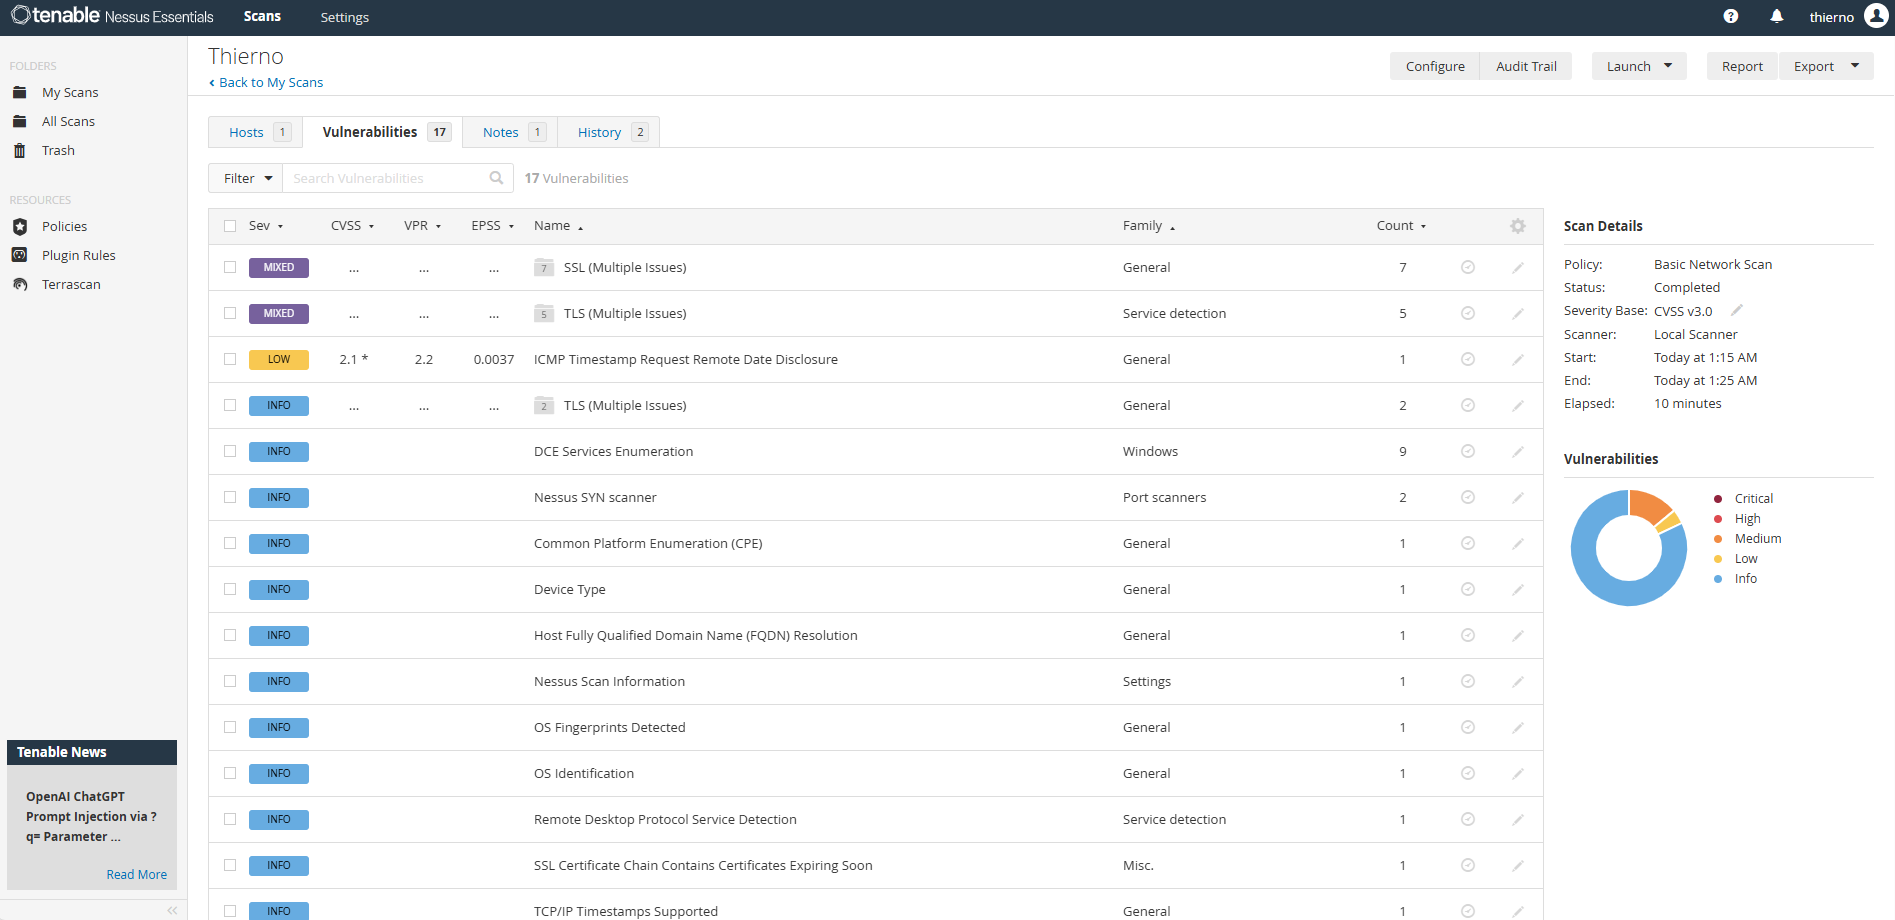 tenable Nessus Essentials Scans Settings thierno
FOLDERS
My Scans
All Scans
Trash
RESOURCES
Policies
Plugin Rules
Terrascan
Tenable News
OpenAI ChatGPT
Prompt Injection via ?
q= Parameter ...
Read More
Thierno
Back to My Scans
Configure Audit Trail Launch Report Export
Hosts 1 Vulnerabilities 17 Notes 1 History 2
Filter Search Vulnerabilities 17 Vulnerabilities
Sev CVSS VPR EPSS Name Family Count
MIXED ... ... ... 7 SSL (Multiple Issues) General 7
MIXED ... ... ... 5 TLS (Multiple Issues) Service detection 5
LOW 2.1 * 2.2 0.0037 ICMP Timestamp Request Remote Date Disclosure General 1
INFO ... ... ... 2 TLS (Multiple Issues) General 2
INFO DCE Services Enumeration Windows 9
INFO Nessus SYN scanner Port scanners 2
INFO Common Platform Enumeration (CPE) General 1
INFO Device Type General 1
INFO Host Fully Qualified Domain Name (FQDN) Resolution General 1
INFO Nessus Scan Information Settings 1
INFO OS Fingerprints Detected General 1
INFO OS Identification General 1
INFO Remote Desktop Protocol Service Detection Service detection 1
INFO SSL Certificate Chain Contains Certificates Expiring Soon Misc. 1
INFO TCP/IP Timestamps Supported General 1
Scan Details
Policy: Basic Network Scan
Status: Completed
Severity Base: CVSS v3.0
Scanner: Local Scanner
Start: Today at 1:15 AM
End: Today at 1:25 AM
Elapsed: 10 minutes
Vulnerabilities
Critical
High
Medium
Low
Info